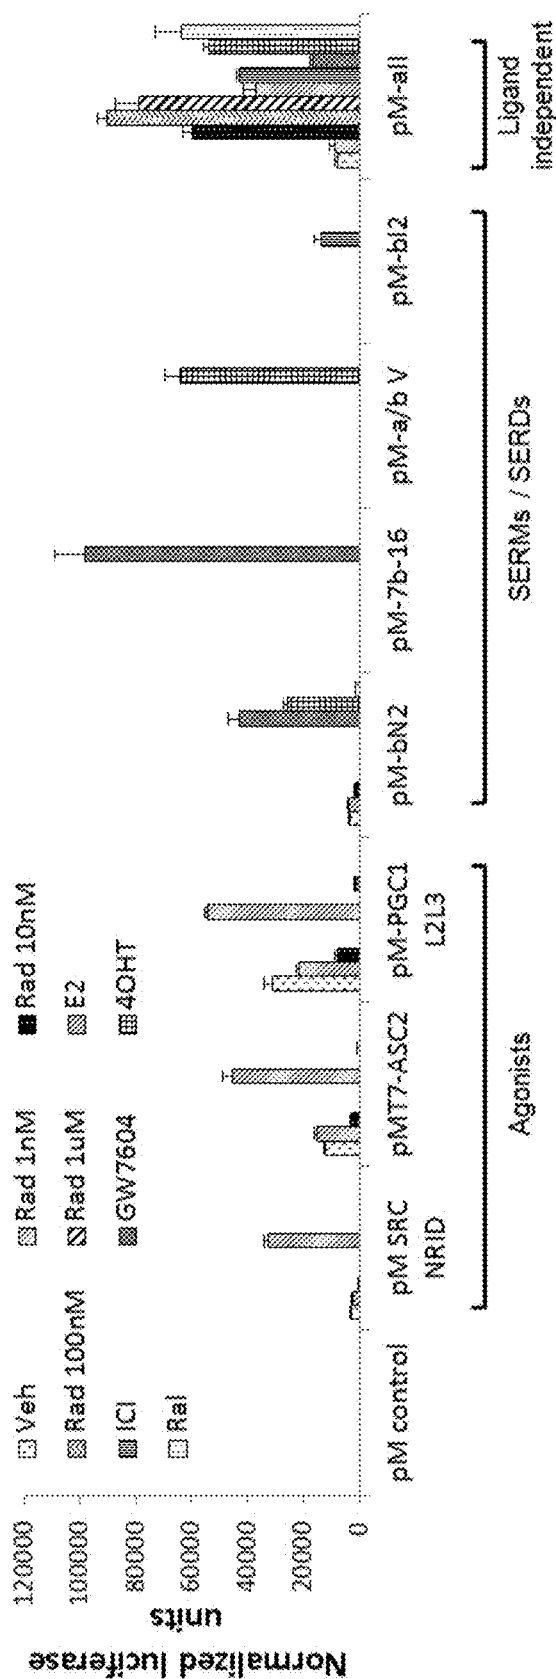 Normalized luciferase
units
120000
100000
80000
60000
40000
20000
0
Veh
Rad 1nM
Rad 10nM
Rad 100nM
Rad 1uM
E2
ICI
GW7604
4OHT
Ral
pM control
pM SRC
NRID
pMT7-ASC2
pM-PGC1
L2L3
pM-bN2
pM-7b-16
pM-a/b V
pM-bI2
pM-aII
Agonists
SERMs / SERDs
Ligand
independent